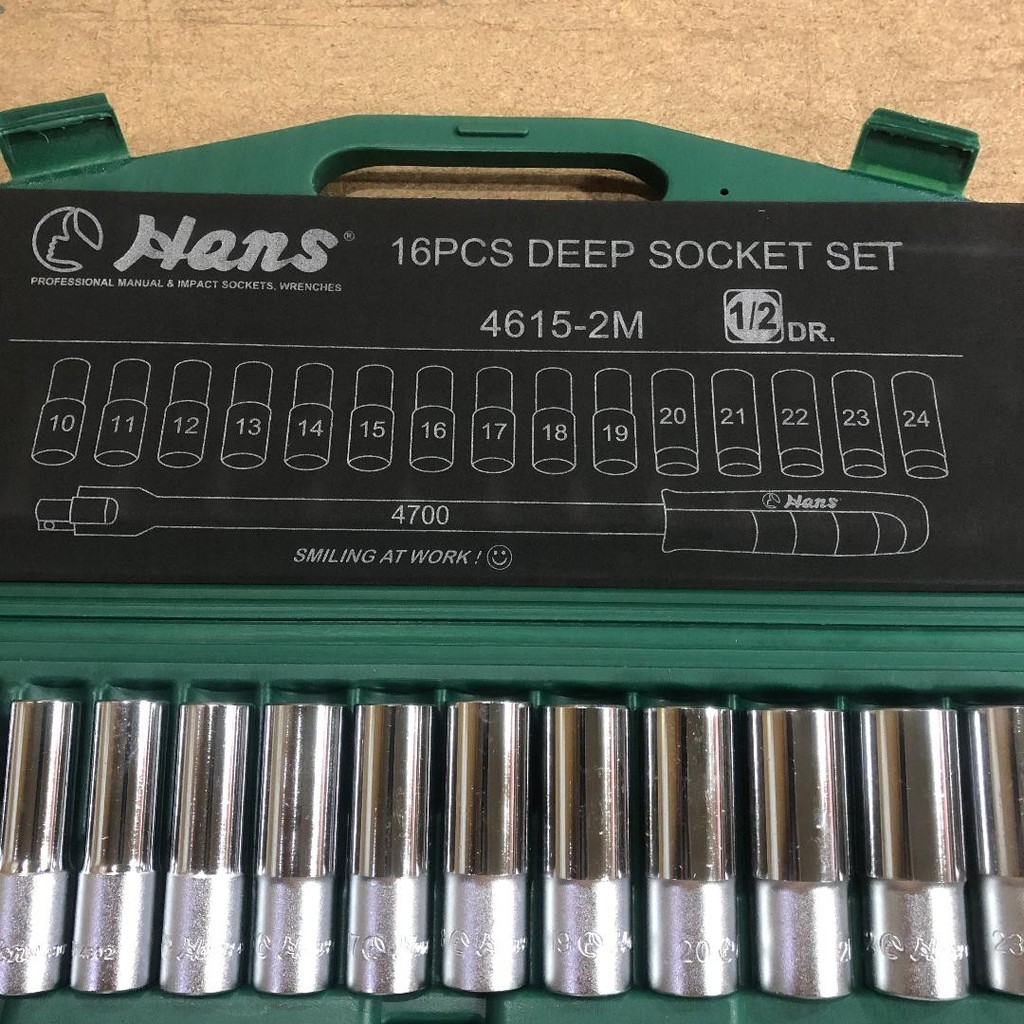 Hans®
PROFESSIONAL MANUAL & IMPACT SOCKETS, WRENCHES
16PCS DEEP SOCKET SET
4615-2M 1/2 DR.
10 11 12 13 14 15 16 17 18 19 20 21 22 23 24
4700 Hans
SMILING AT WORK !
Hans 20 23